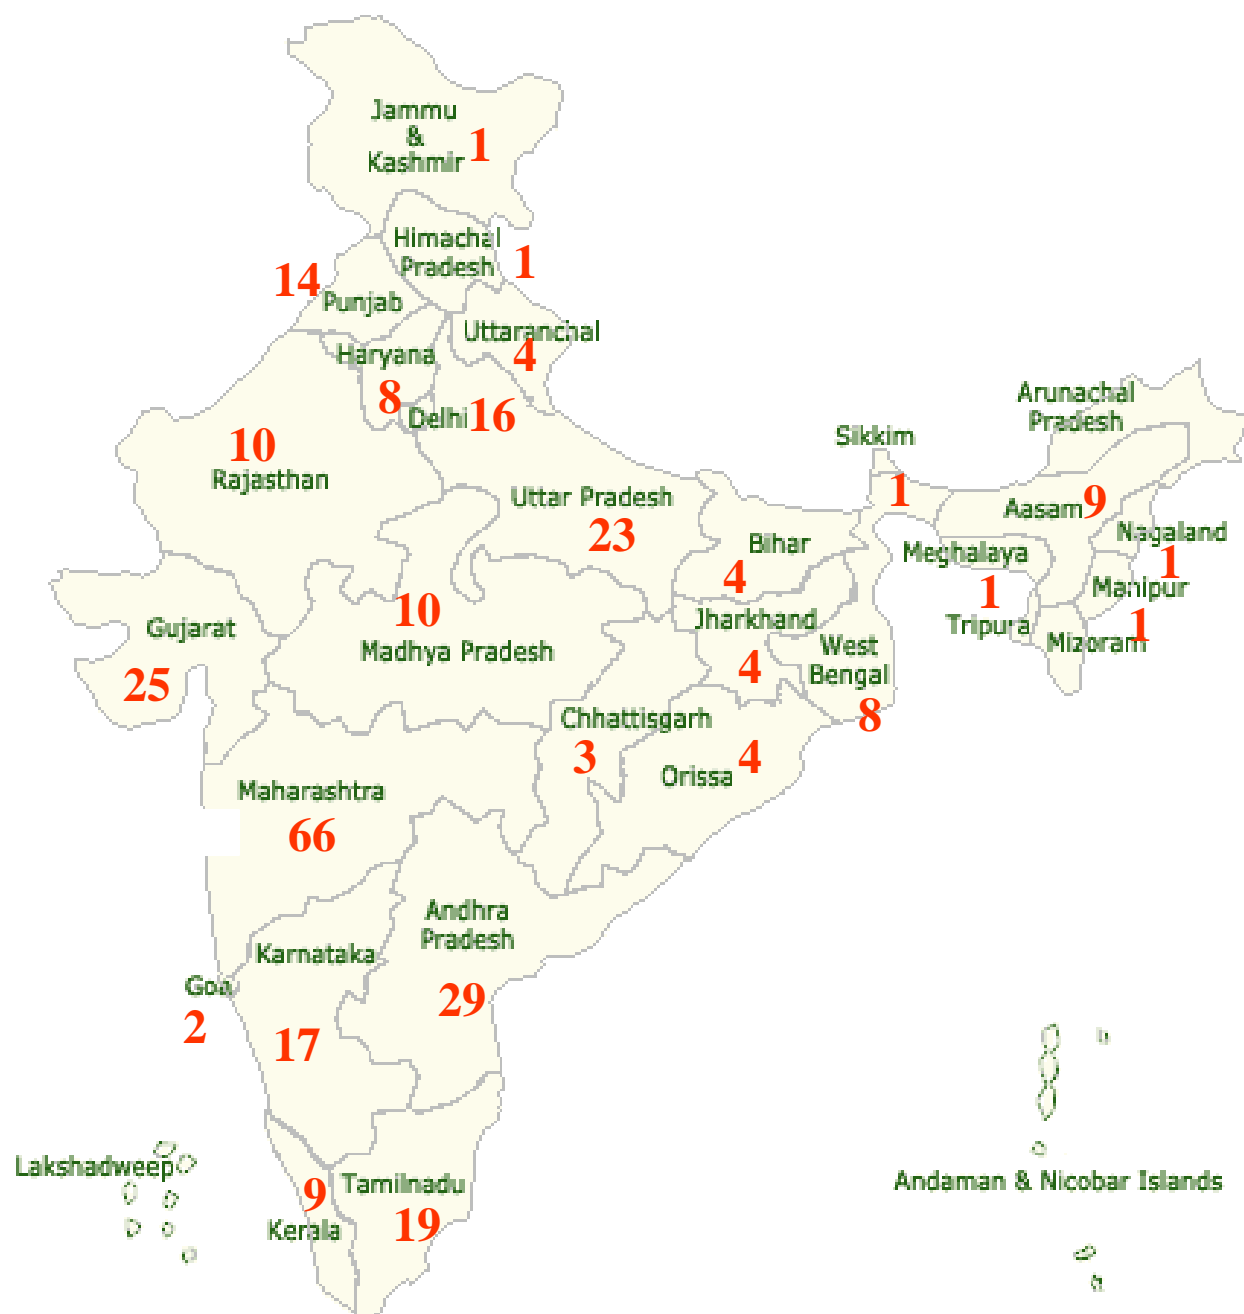 Jammu
&
Kashmir 1
Himachal
Pradesh 1
14
Punjab
Uttaranchal
4
Haryana
8
Delhi 16
10
Rajasthan
Uttar Pradesh
23
Sikkim
1
Arunachal
Pradesh
Aasam 9
Nagaland
1
Bihar
4
Meghalaya
1
Manipur
1
Tripura
Mizoram
Gujarat
25
10
Madhya Pradesh
Jharkhand
4
West
Bengal
8
Chhattisgarh
3
Orissa 4
Maharashtra
66
Andhra
Pradesh
29
Karnataka
17
Goa
2
Lakshadweep
9
Kerala
Tamilnadu
19
Andaman & Nicobar Islands